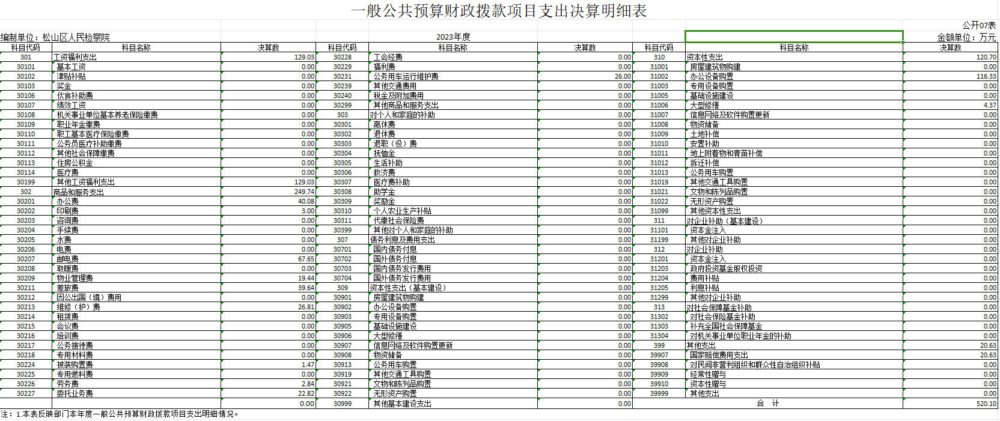 一般公共预算财政拨款项目支出决算明细表
公开07表
编制单位：松山区人民检察院 2023年度 金额单位：万元
科目代码 科目名称 决算数 科目代码 科目名称 决算数 科目代码 科目名称 决算数
301 工资福利支出 129.03 30228 工会经费 0.00 310 资本性支出 120.70
30101 基本工资 0.00 30229 福利费 0.00 31001 房屋建筑物购建 0.00
30102 津贴补贴 0.00 30231 公务用车运行维护费 26.00 31002 办公设备购置 116.33
30103 奖金 0.00 30239 其他交通费用 0.00 31003 专用设备购置 0.00
30106 伙食补助费 0.00 30240 税金及附加费用 0.00 31005 基础设施建设 0.00
30107 绩效工资 0.00 30299 其他商品和服务支出 0.00 31006 大型修缮 4.37
30108 机关事业单位基本养老保险缴费 0.00 303 对个人和家庭的补助 0.00 31007 信息网络及软件购置更新 0.00
30109 职业年金缴费 0.00 30301 离休费 0.00 31008 物资储备 0.00
30110 职工基本医疗保险缴费 0.00 30302 退休费 0.00 31009 土地补偿 0.00
30111 公务员医疗补助缴费 0.00 30303 退职（役）费 0.00 31010 安置补助 0.00
30112 其他社会保障缴费 0.00 30304 抚恤金 0.00 31011 地上附着物和青苗补偿 0.00
30113 住房公积金 0.00 30305 生活补助 0.00 31012 拆迁补偿 0.00
30114 医疗费 0.00 30306 救济费 0.00 31013 公务用车购置 0.00
30199 其他工资福利支出 129.03 30307 医疗费补助 0.00 31019 其他交通工具购置 0.00
302 商品和服务支出 249.74 30308 助学金 0.00 31021 文物和陈列品购置 0.00
30201 办公费 40.08 30309 奖励金 0.00 31022 无形资产购置 0.00
30202 印刷费 3.00 30310 个人农业生产补贴 0.00 31099 其他资本性支出 0.00
30203 咨询费 0.00 30311 代缴社会保险费 0.00 311 对企业补助（基本建设） 0.00
30204 手续费 0.00 30399 其他对个人和家庭的补助 0.00 31101 资本金注入 0.00
30205 水费 0.00 307 债务利息及费用支出 0.00 31199 其他对企业补助 0.00
30206 电费 0.00 30701 国内债务付息 0.00 312 对企业补助 0.00
30207 邮电费 67.65 30702 国外债务付息 0.00 31201 资本金注入 0.00
30208 取暖费 0.00 30703 国内债务发行费用 0.00 31203 政府投资基金股权投资 0.00
30209 物业管理费 19.44 30704 国外债务发行费用 0.00 31204 费用补贴 0.00
30211 差旅费 39.64 309 资本性支出（基本建设） 0.00 31205 利息补贴 0.00
30212 因公出国（境）费用 0.00 30901 房屋建筑物购建 0.00 31299 其他对企业补助 0.00
30213 维修（护）费 26.81 30902 办公设备购置 0.00 313 对社会保障基金补助 0.00
30214 租赁费 0.00 30903 专用设备购置 0.00 31302 对社会保险基金补助 0.00
30215 会议费 0.00 30905 基础设施建设 0.00 31303 补充全国社会保障基金 0.00
30216 培训费 0.00 30906 大型修缮 0.00 31304 对机关事业单位职业年金的补助 0.00
30217 公务接待费 0.00 30907 信息网络及软件购置更新 0.00 399 其他支出 20.63
30218 专用材料费 0.00 30908 物资储备 0.00 39907 国家赔偿费用支出 20.63
30224 被装购置费 1.47 30913 公务用车购置 0.00 39908 对民间非营利组织和群众性自治组织补贴 0.00
30225 专用燃料费 0.00 30919 其他交通工具购置 0.00 39909 经常性赠与 0.00
30226 劳务费 2.84 30921 文物和陈列品购置 0.00 39910 资本性赠与 0.00
30227 委托业务费 22.82 30922 无形资产购置 0.00 39999 其他支出 0.00
0.00 30999 其他基本建设支出 0.00 合 计 520.10
注：1.本表反映部门本年度一般公共预算财政拨款项目支出明细情况。